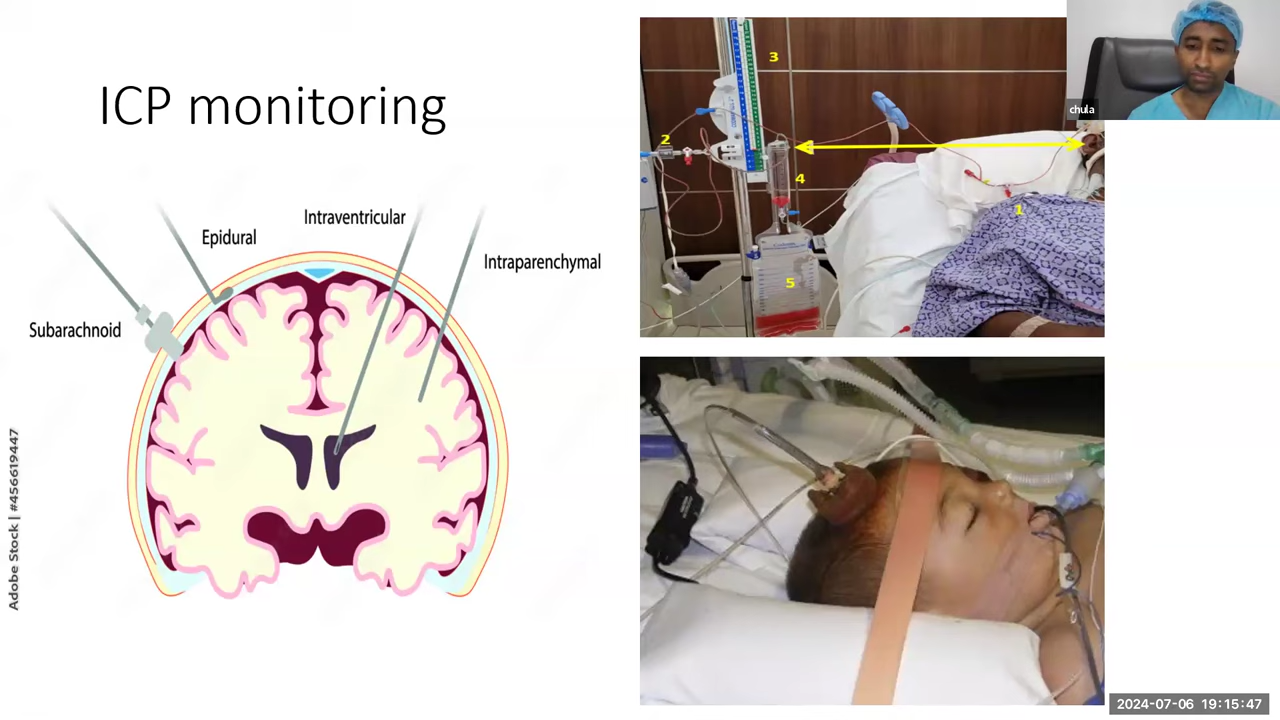 ICP monitoring
Intraventricular
Epidural
Intraparenchymal
Subarachnoid
Adobe Stock | #456619447
3
2
4
1
5
chula
2024-07-06 19:15:47